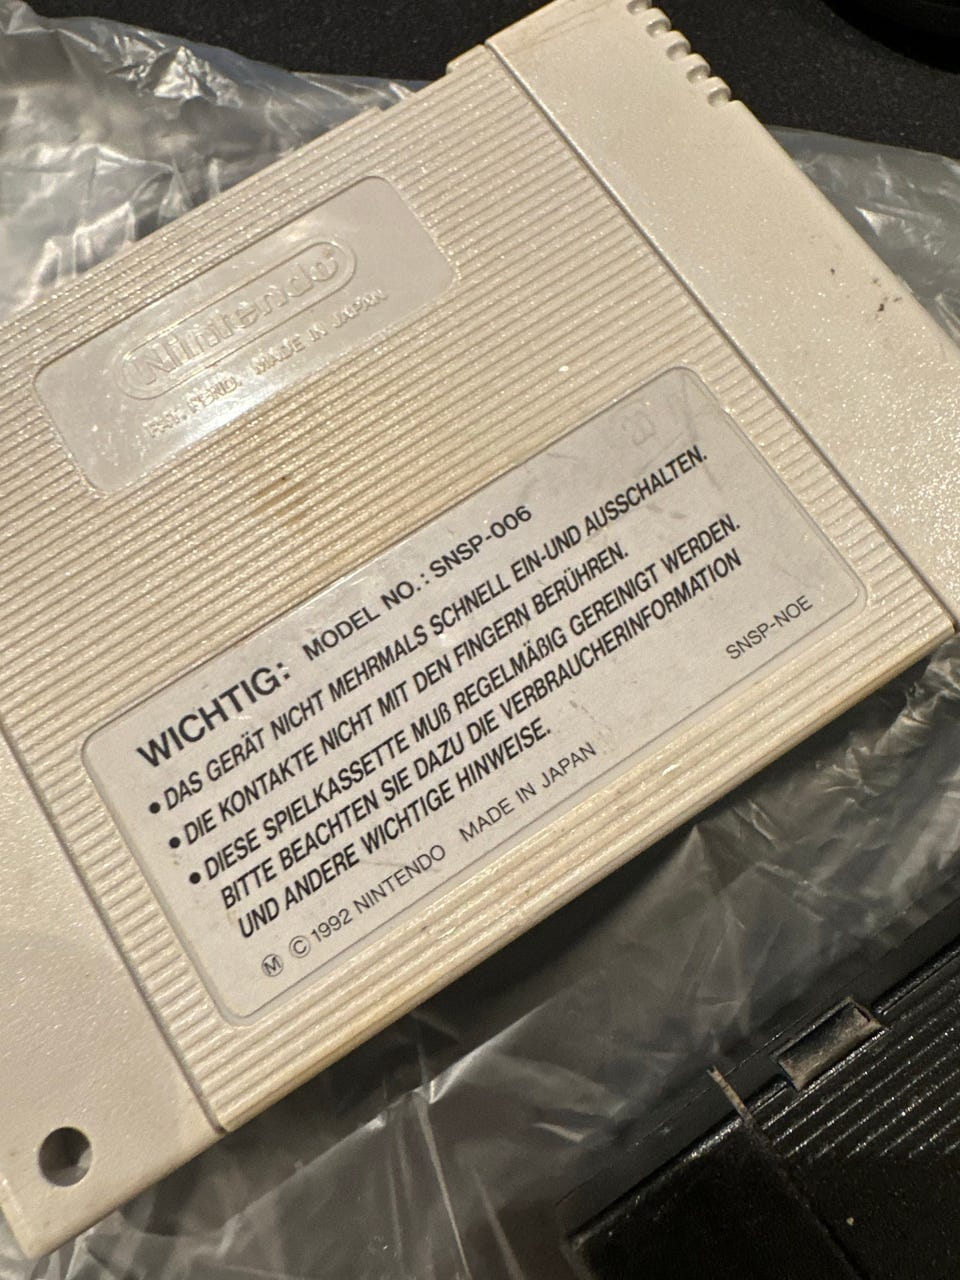 Nintendo®
PAT. PEND. MADE IN JAPAN
WICHTIG: MODEL NO.: SNSP-006
• DAS GERÄT NICHT MEHRMALS SCHNELL EIN-UND AUSSCHALTEN.
• DIE KONTAKTE NICHT MIT DEN FINGERN BERÜHREN.
• DIESE SPIELKASSETTE MUß REGELMÄßIG GEREINIGT WERDEN.
BITTE BEACHTEN SIE DAZU DIE VERBRAUCHERINFORMATION
UND ANDERE WICHTIGE HINWEISE.
Ⓜ © 1992 NINTENDO MADE IN JAPAN SNSP-NOE